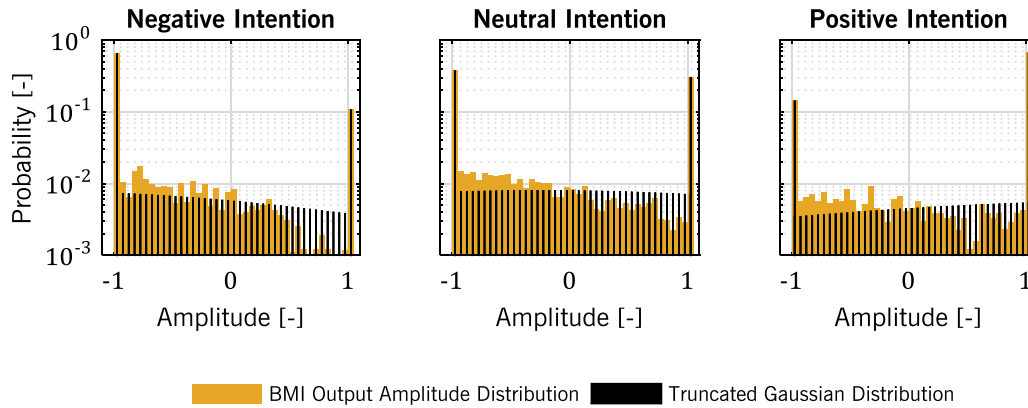 Negative Intention Neutral Intention Positive Intention
Probability [-]
10^0
10^-1
10^-2
10^-3
-1 0 1 -1 0 1 -1 0 1
Amplitude [-] Amplitude [-] Amplitude [-]
BMI Output Amplitude Distribution Truncated Gaussian Distribution